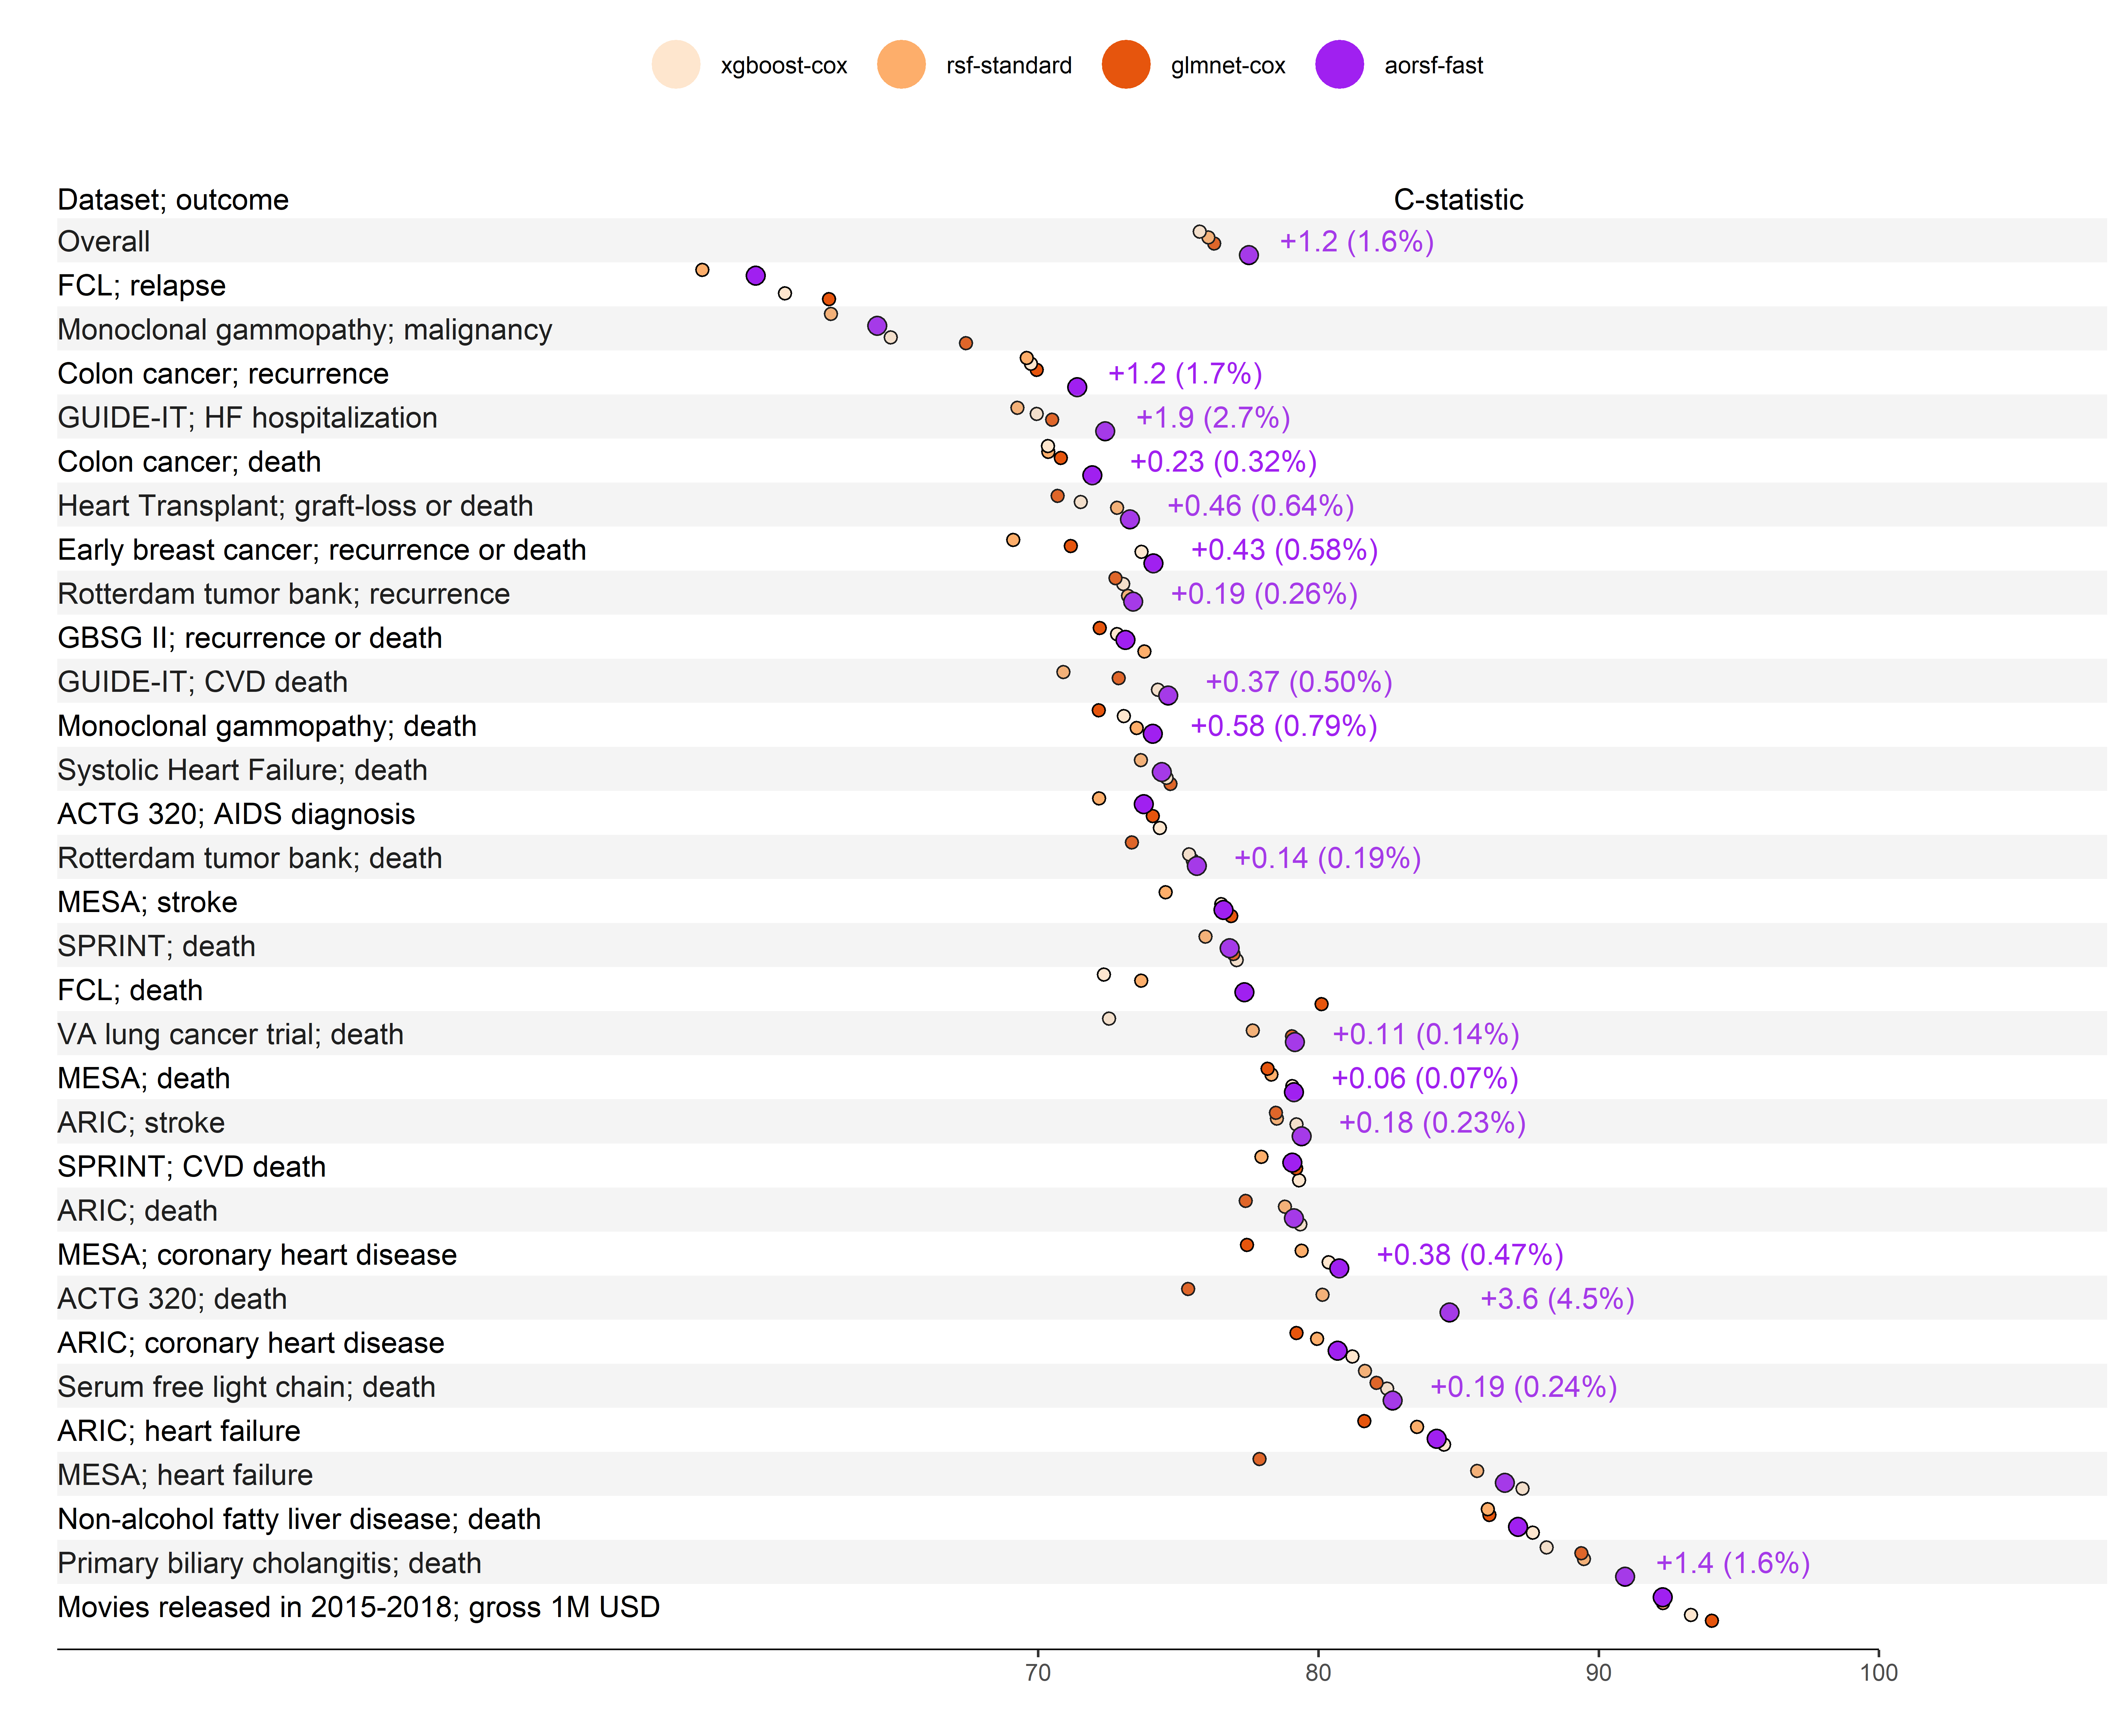 xgboost-cox rsf-standard glmnet-cox aorsf-fast
Dataset; outcome C-statistic
Overall +1.2 (1.6%)
FCL; relapse
Monoclonal gammopathy; malignancy
Colon cancer; recurrence +1.2 (1.7%)
GUIDE-IT; HF hospitalization +1.9 (2.7%)
Colon cancer; death +0.23 (0.32%)
Heart Transplant; graft-loss or death +0.46 (0.64%)
Early breast cancer; recurrence or death +0.43 (0.58%)
Rotterdam tumor bank; recurrence +0.19 (0.26%)
GBSG II; recurrence or death
GUIDE-IT; CVD death +0.37 (0.50%)
Monoclonal gammopathy; death +0.58 (0.79%)
Systolic Heart Failure; death
ACTG 320; AIDS diagnosis
Rotterdam tumor bank; death +0.14 (0.19%)
MESA; stroke
SPRINT; death
FCL; death
VA lung cancer trial; death +0.11 (0.14%)
MESA; death +0.06 (0.07%)
ARIC; stroke +0.18 (0.23%)
SPRINT; CVD death
ARIC; death
MESA; coronary heart disease +0.38 (0.47%)
ACTG 320; death +3.6 (4.5%)
ARIC; coronary heart disease
Serum free light chain; death +0.19 (0.24%)
ARIC; heart failure
MESA; heart failure
Non-alcohol fatty liver disease; death
Primary biliary cholangitis; death +1.4 (1.6%)
Movies released in 2015-2018; gross 1M USD
70 80 90 100